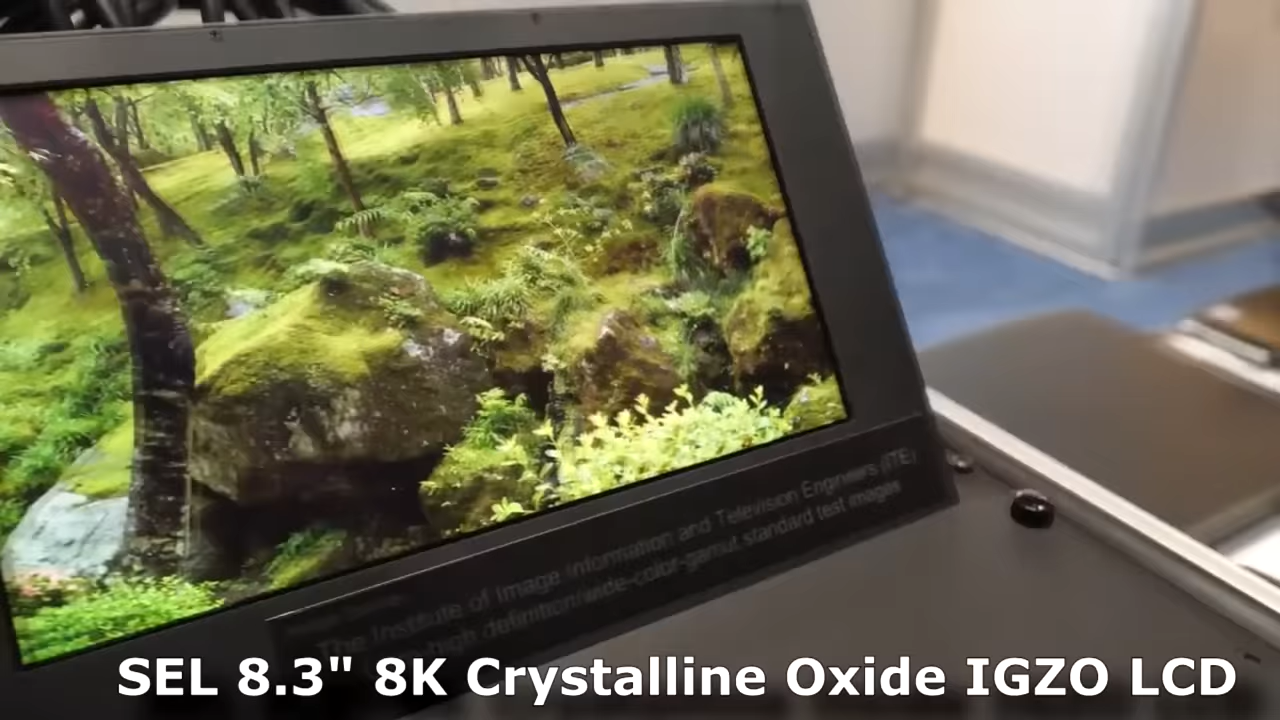 The Institute of Image Information and Television Engineers (ITE)
high definition/wide-color-gamut standard test images
SEL 8.3" 8K Crystalline Oxide IGZO LCD